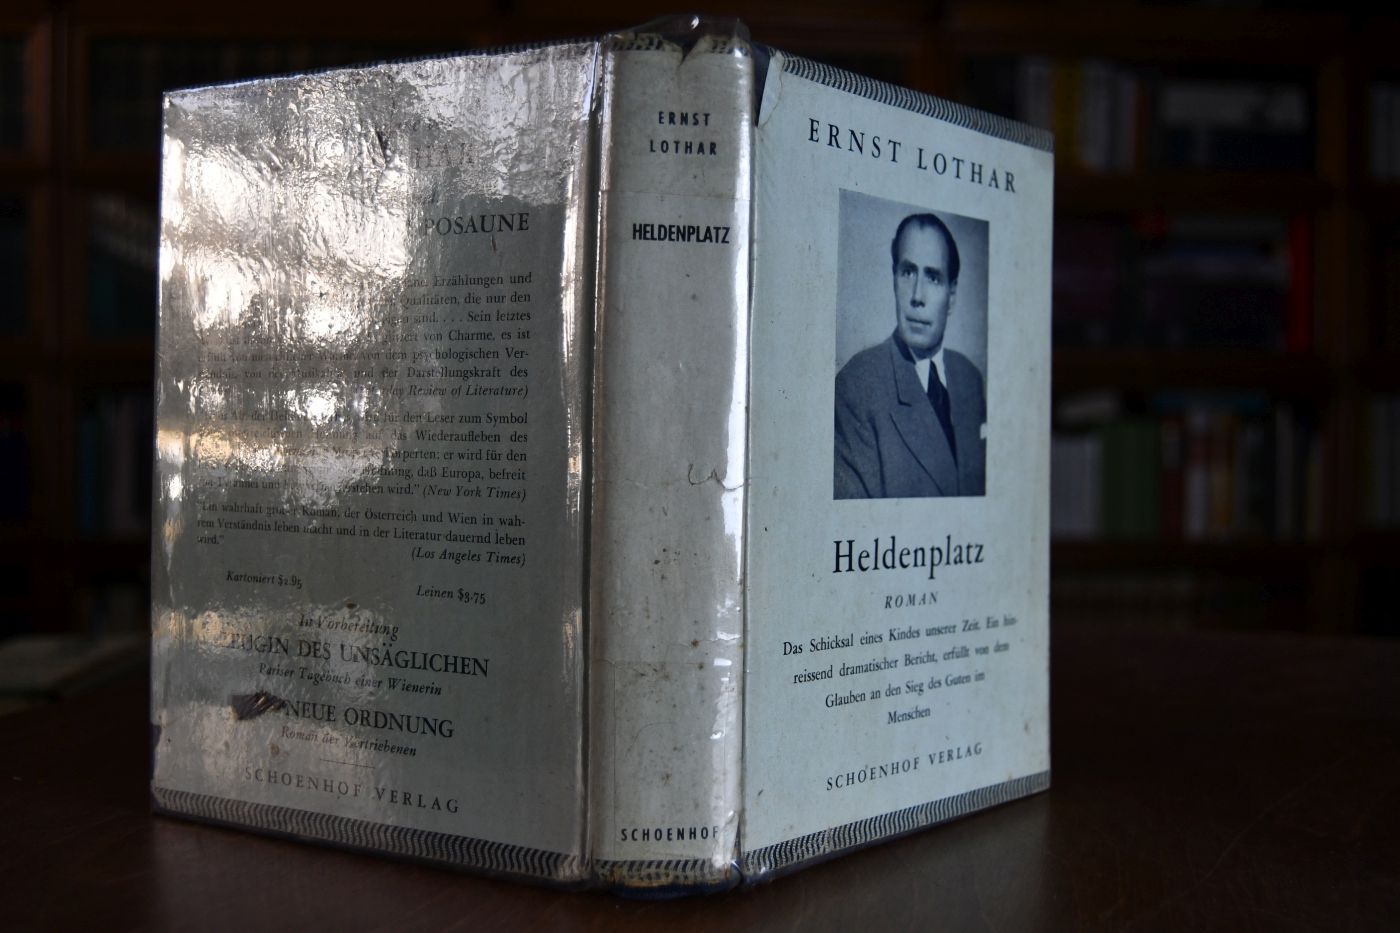 POSAUNE
Erzählungen und
Qualitäten, die nur den
sind. . . . Sein letztes
von Charme, es ist
von dem psychologischen Ver-
und der Darstellungskraft des
Review of Literature)
für den Leser zum Symbol
auf das Wiederaufleben des
er wird für den
daß Europa, befreit
wird." (New York Times)
"Ein wahrhaft großer Roman, der Österreich und Wien in wah-
rem Verständnis leben macht und in der Literatur dauernd leben
wird."
(Los Angeles Times)
Kartoniert $2.95
Leinen $3.75
In Vorbereitung
ZEUGIN DES UNSÄGLICHEN
Pariser Tagebuch einer Wienerin
NEUE ORDNUNG
Roman der Vertriebenen
SCHOENHOF VERLAG
ERNST
LOTHAR
HELDENPLATZ
SCHOENHOF
ERNST LOTHAR
Heldenplatz
ROMAN
Das Schicksal eines Kindes unserer Zeit. Ein hin-
reissend dramatischer Bericht, erfüllt von dem
Glauben an den Sieg des Guten im
Menschen
SCHOENHOF VERLAG